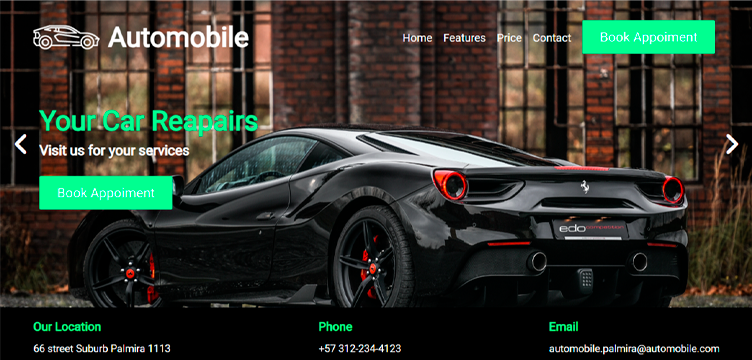 Automobile
Home Features Price Contact Book Appoiment
Your Car Reapairs
Visit us for your services
Book Appoiment
edo competition
Our Location Phone Email
66 street Suburb Palmira 1113 +57 312-234-4123 automobile.palmira@automobile.com